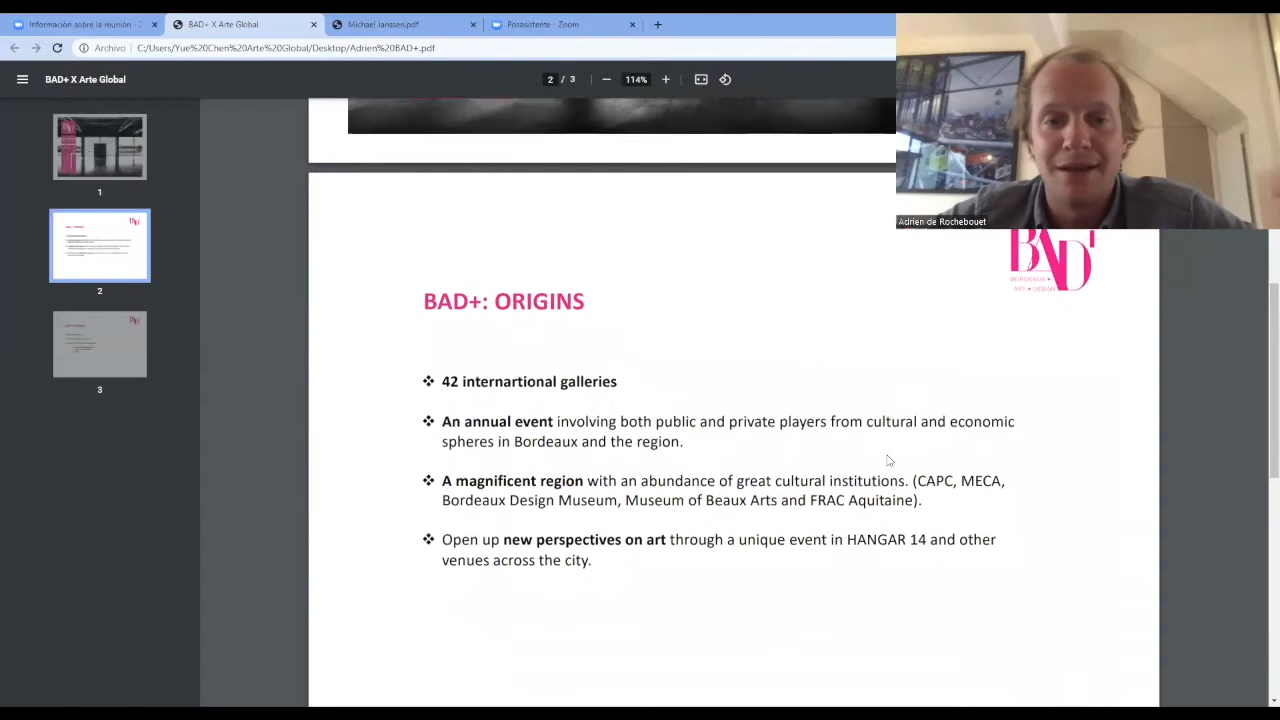 Información sobre la reunión - Z
BAD+ X Arte Global
Michael Janssen.pdf
Posasistente - Zoom
Archivo
C:/Users/Yue%20Chen%20Arte%20Global/Desktop/Adrien%20BAD+.pdf
BAD+ X Arte Global
2 / 3
114%
Adrien de Rochebouet
1
2
3
BAD+
BORDEAUX +
ART + DESIGN
BAD+: ORIGINS
❖ 42 internartional galleries
❖ An annual event involving both public and private players from cultural and economic
spheres in Bordeaux and the region.
❖ A magnificent region with an abundance of great cultural institutions. (CAPC, MECA,
Bordeaux Design Museum, Museum of Beaux Arts and FRAC Aquitaine).
❖ Open up new perspectives on art through a unique event in HANGAR 14 and other
venues across the city.